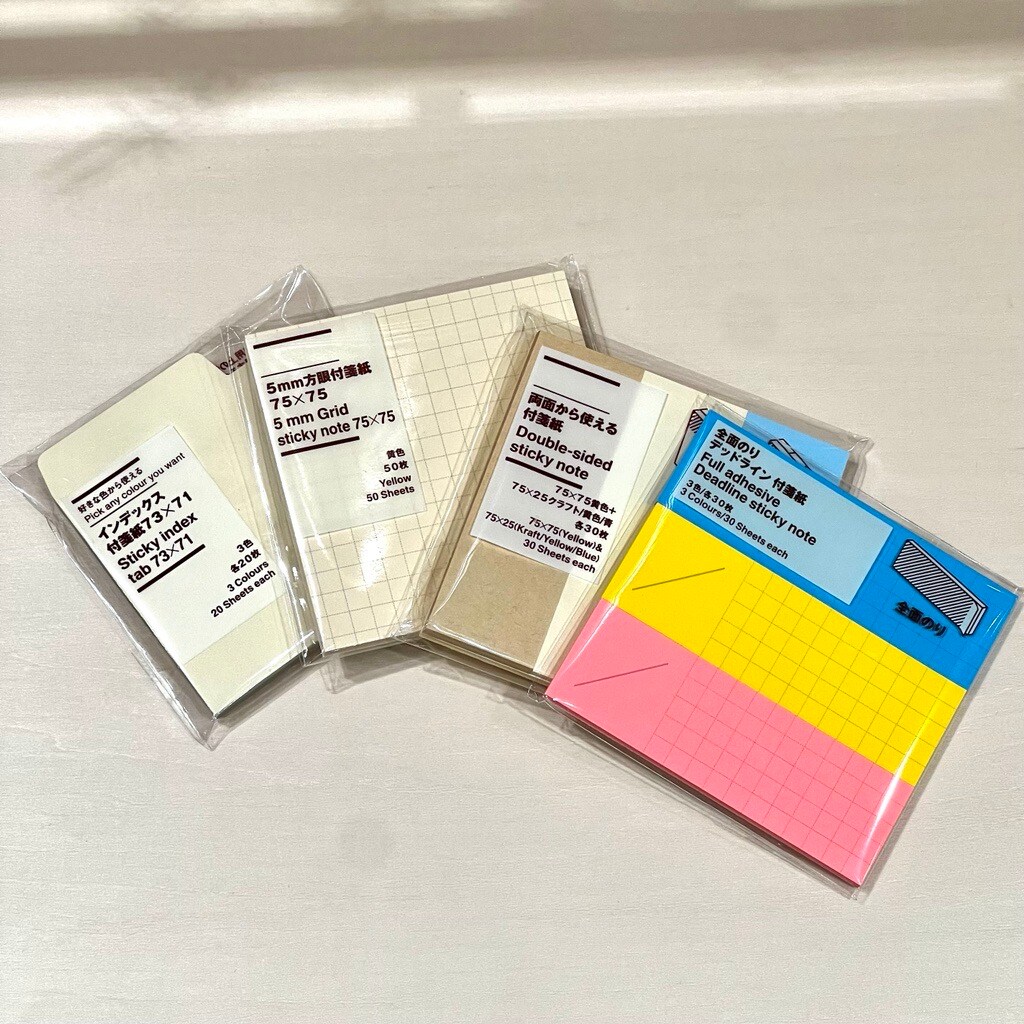 好きな色から使える
Pick any colour you want
インデックス
付箋紙73×71
Sticky index
tab 73×71
3色
各20枚
3 Colours
20 Sheets each
5mm方眼付箋紙
75×75
5 mm Grid
sticky note 75×75
黄色
50枚
Yellow
50 Sheets
両面から使える
付箋紙
Double-sided
sticky note
75×75黄色+
75×25クラフト/黄色/青
各30枚
75×75(Yellow)&
75×25(Kraft/Yellow/Blue)
30 Sheets each
全面のり
デッドライン付箋紙
Full adhesive
Deadline sticky note
3色/各30枚
3 Colours/30 Sheets each
全面のり